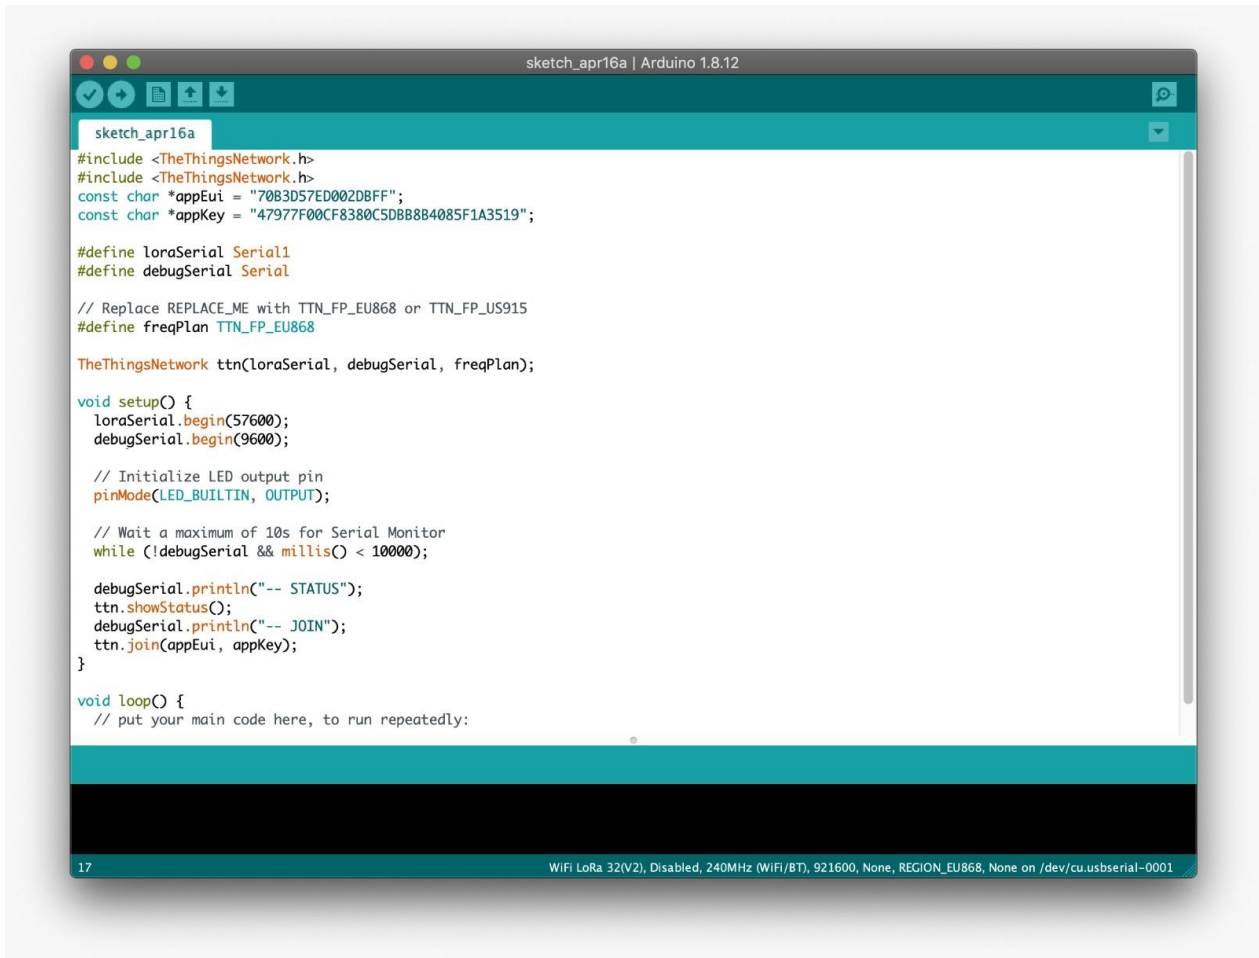 sketch_apr16a | Arduino 1.8.12
sketch_apr16a
#include <TheThingsNetwork.h>
#include <TheThingsNetwork.h>
const char *appEui = "70B3D57ED002DBFF";
const char *appKey = "47977F00CF8380C5DBB8B4085F1A3519";
#define loraSerial Serial1
#define debugSerial Serial
// Replace REPLACE_ME with TTN_FP_EU868 or TTN_FP_US915
#define freqPlan TTN_FP_EU868
TheThingsNetwork ttn(loraSerial, debugSerial, freqPlan);
void setup() {
  loraSerial.begin(57600);
  debugSerial.begin(9600);
  // Initialize LED output pin
  pinMode(LED_BUILTIN, OUTPUT);
  // Wait a maximum of 10s for Serial Monitor
  while (!debugSerial && millis() < 10000);
  debugSerial.println("-- STATUS");
  ttn.showStatus();
  debugSerial.println("-- JOIN");
  ttn.join(appEui, appKey);
}
void loop() {
  // put your main code here, to run repeatedly:
17
WiFi LoRa 32(V2), Disabled, 240MHz (WiFi/BT), 921600, None, REGION_EU868, None on /dev/cu.usbserial-0001